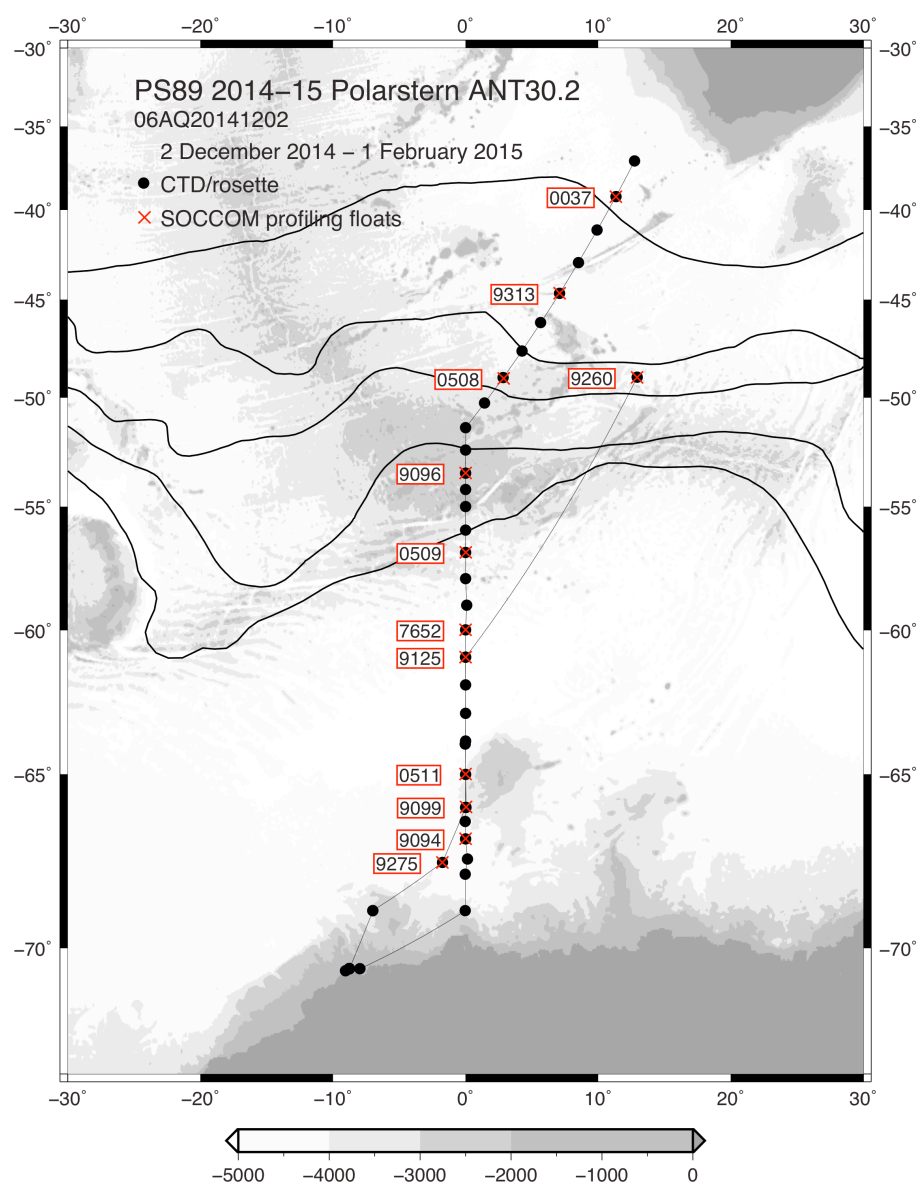 −30° −20° −10° 0° 10° 20° 30°
−30° −30°
PS89 2014−15 Polarstern ANT30.2
06AQ20141202
2 December 2014 − 1 February 2015
CTD/rosette
SOCCOM profiling floats
−35° −35°
0037
−40° −40°
9313
−45° −45°
0508 9260
−50° −50°
9096
−55° −55°
0509
7652
−60° −60°
9125
0511
−65° −65°
9099
9094
9275
−70° −70°
−30° −20° −10° 0° 10° 20° 30°
−5000 −4000 −3000 −2000 −1000 0